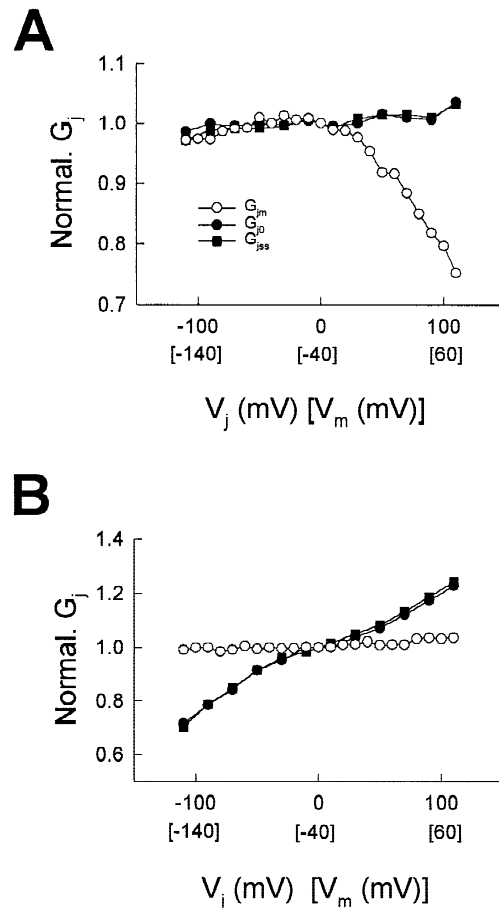 A
1.1
1.0
0.9
0.8
0.7
Normal. Gj
Gjm
Gj0
Gjss
-100 0 100
[-140] [-40] [60]
Vj (mV) [Vm (mV)]
B
1.4
1.2
1.0
0.8
0.6
Normal. Gj
-100 0 100
[-140] [-40] [60]
Vj (mV) [Vm (mV)]